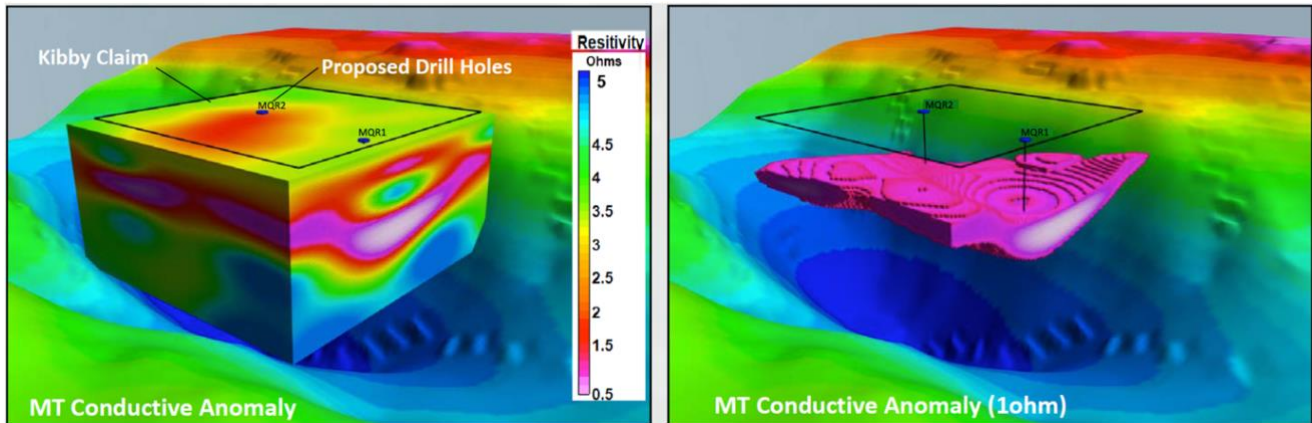 Kibby Claim
Proposed Drill Holes
MQR2
MQR1
Resitivity
Ohms
5
4.5
4
3.5
3
2.5
2
1.5
0.5
MT Conductive Anomaly
MQR2
MQR1
MT Conductive Anomaly (1ohm)